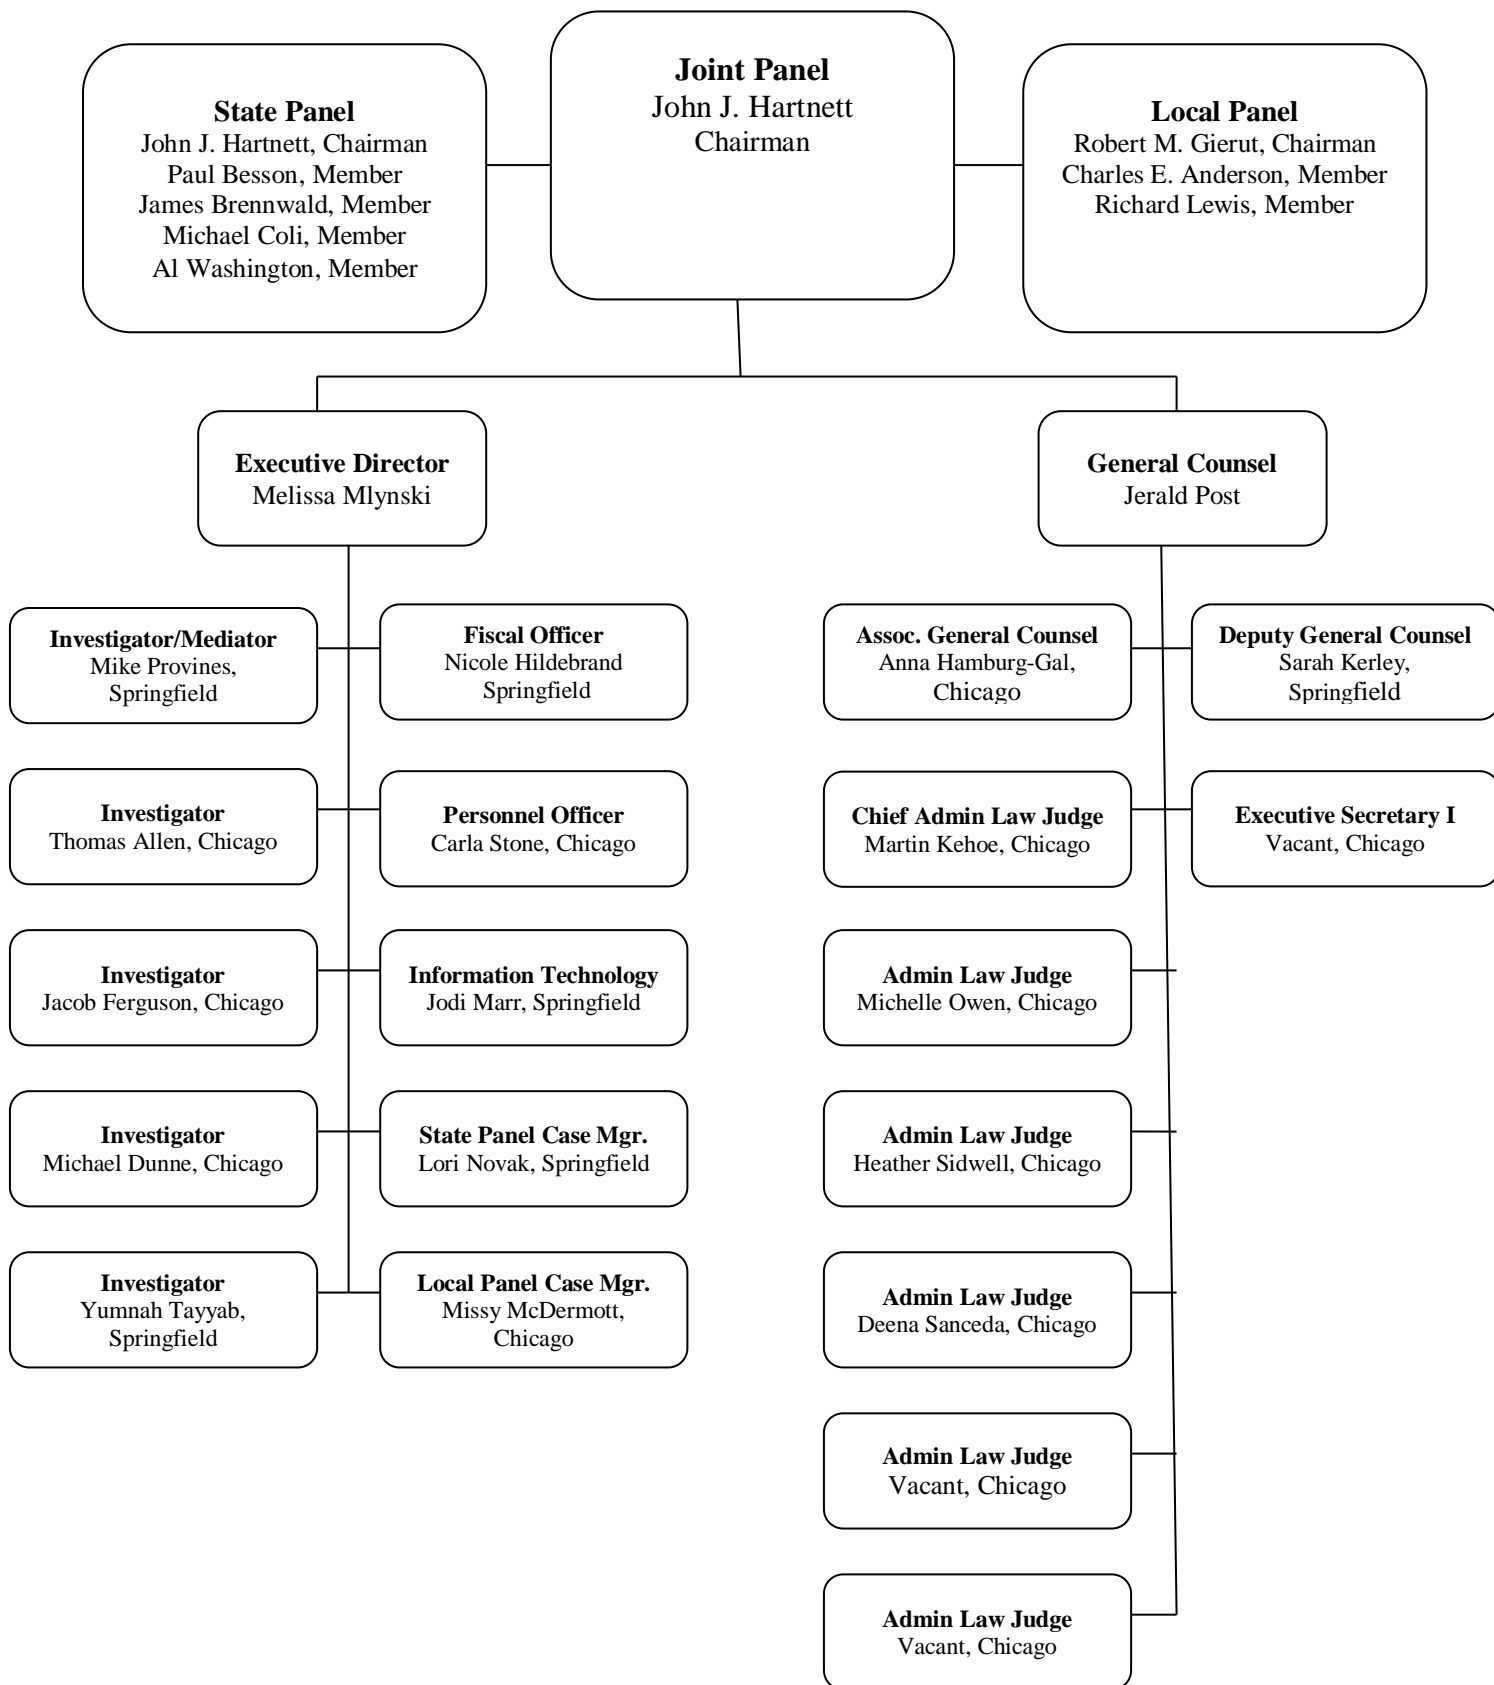 State Panel
John J. Hartnett, Chairman
Paul Besson, Member
James Brennwald, Member
Michael Coli, Member
Al Washington, Member
Joint Panel
John J. Hartnett
Chairman
Local Panel
Robert M. Gierut, Chairman
Charles E. Anderson, Member
Richard Lewis, Member
Executive Director
Melissa Mlynski
General Counsel
Jerald Post
Investigator/Mediator
Mike Provines,
Springfield
Fiscal Officer
Nicole Hildebrand
Springfield
Assoc. General Counsel
Anna Hamburg-Gal,
Chicago
Deputy General Counsel
Sarah Kerley,
Springfield
Investigator
Thomas Allen, Chicago
Personnel Officer
Carla Stone, Chicago
Chief Admin Law Judge
Martin Kehoe, Chicago
Executive Secretary I
Vacant, Chicago
Investigator
Jacob Ferguson, Chicago
Information Technology
Jodi Marr, Springfield
Admin Law Judge
Michelle Owen, Chicago
Investigator
Michael Dunne, Chicago
State Panel Case Mgr.
Lori Novak, Springfield
Admin Law Judge
Heather Sidwell, Chicago
Investigator
Yumnah Tayyab,
Springfield
Local Panel Case Mgr.
Missy McDermott,
Chicago
Admin Law Judge
Deena Sanceda, Chicago
Admin Law Judge
Vacant, Chicago
Admin Law Judge
Vacant, Chicago